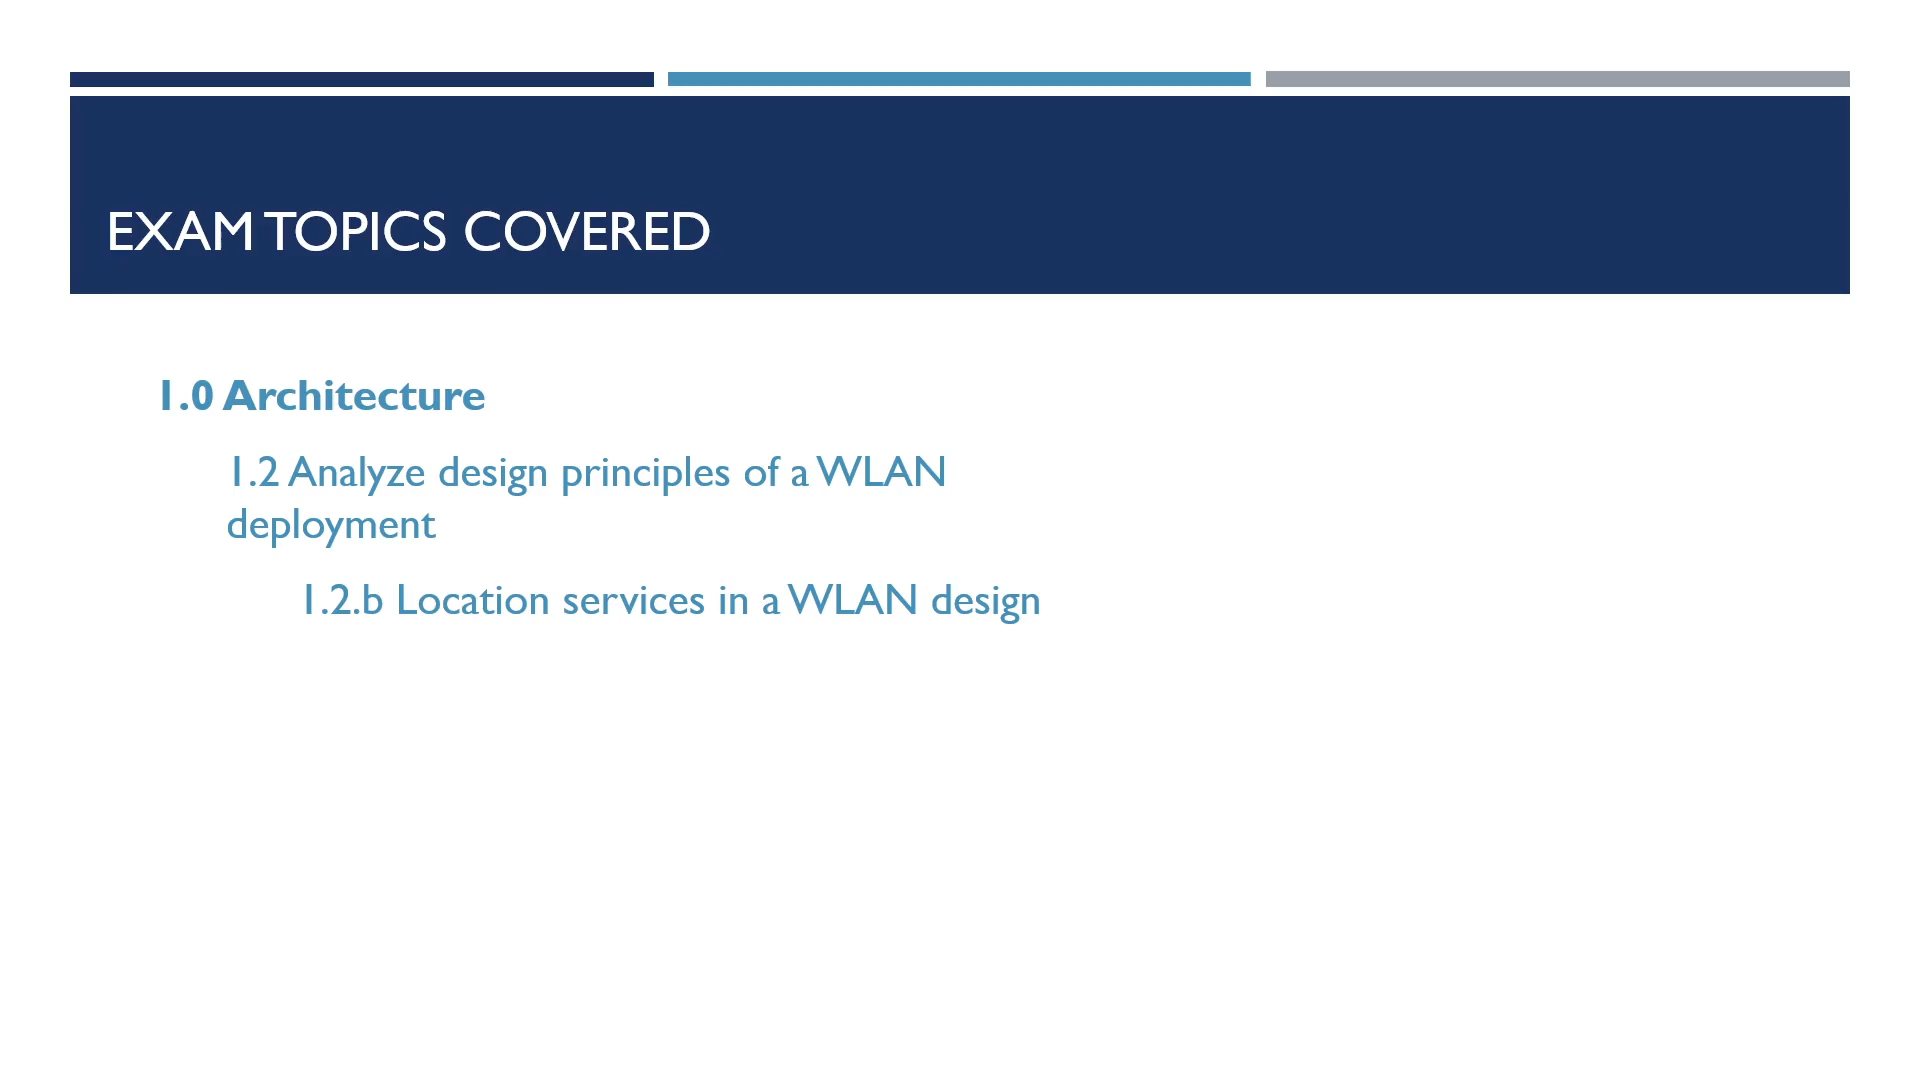 EXAM TOPICS COVERED
1.0 Architecture
1.2 Analyze design principles of a WLAN
deployment
1.2.b Location services in a WLAN design